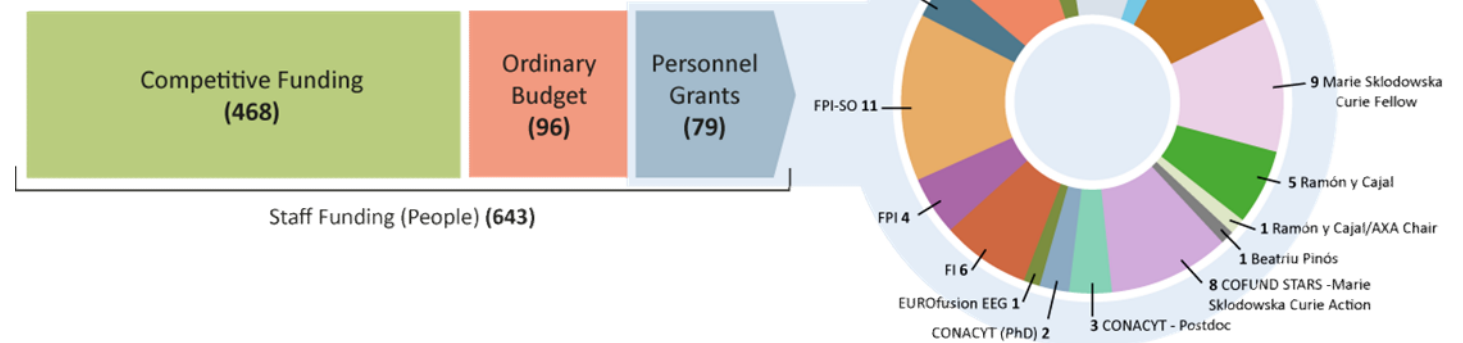 Competitive Funding
(468)
Ordinary
Budget
(96)
Personnel
Grants
(79)
Staff Funding (People) (643)
FPI-SO 11
FPI 4
FI 6
EUROfusion EEG 1
CONACYT (PhD) 2
3 CONACYT - Postdoc
8 COFUND STARS -Marie
Sklodowska Curie Action
1 Beatriu Pinós
1 Ramón y Cajal/AXA Chair
5 Ramón y Cajal
9 Marie Sklodowska
Curie Fellow